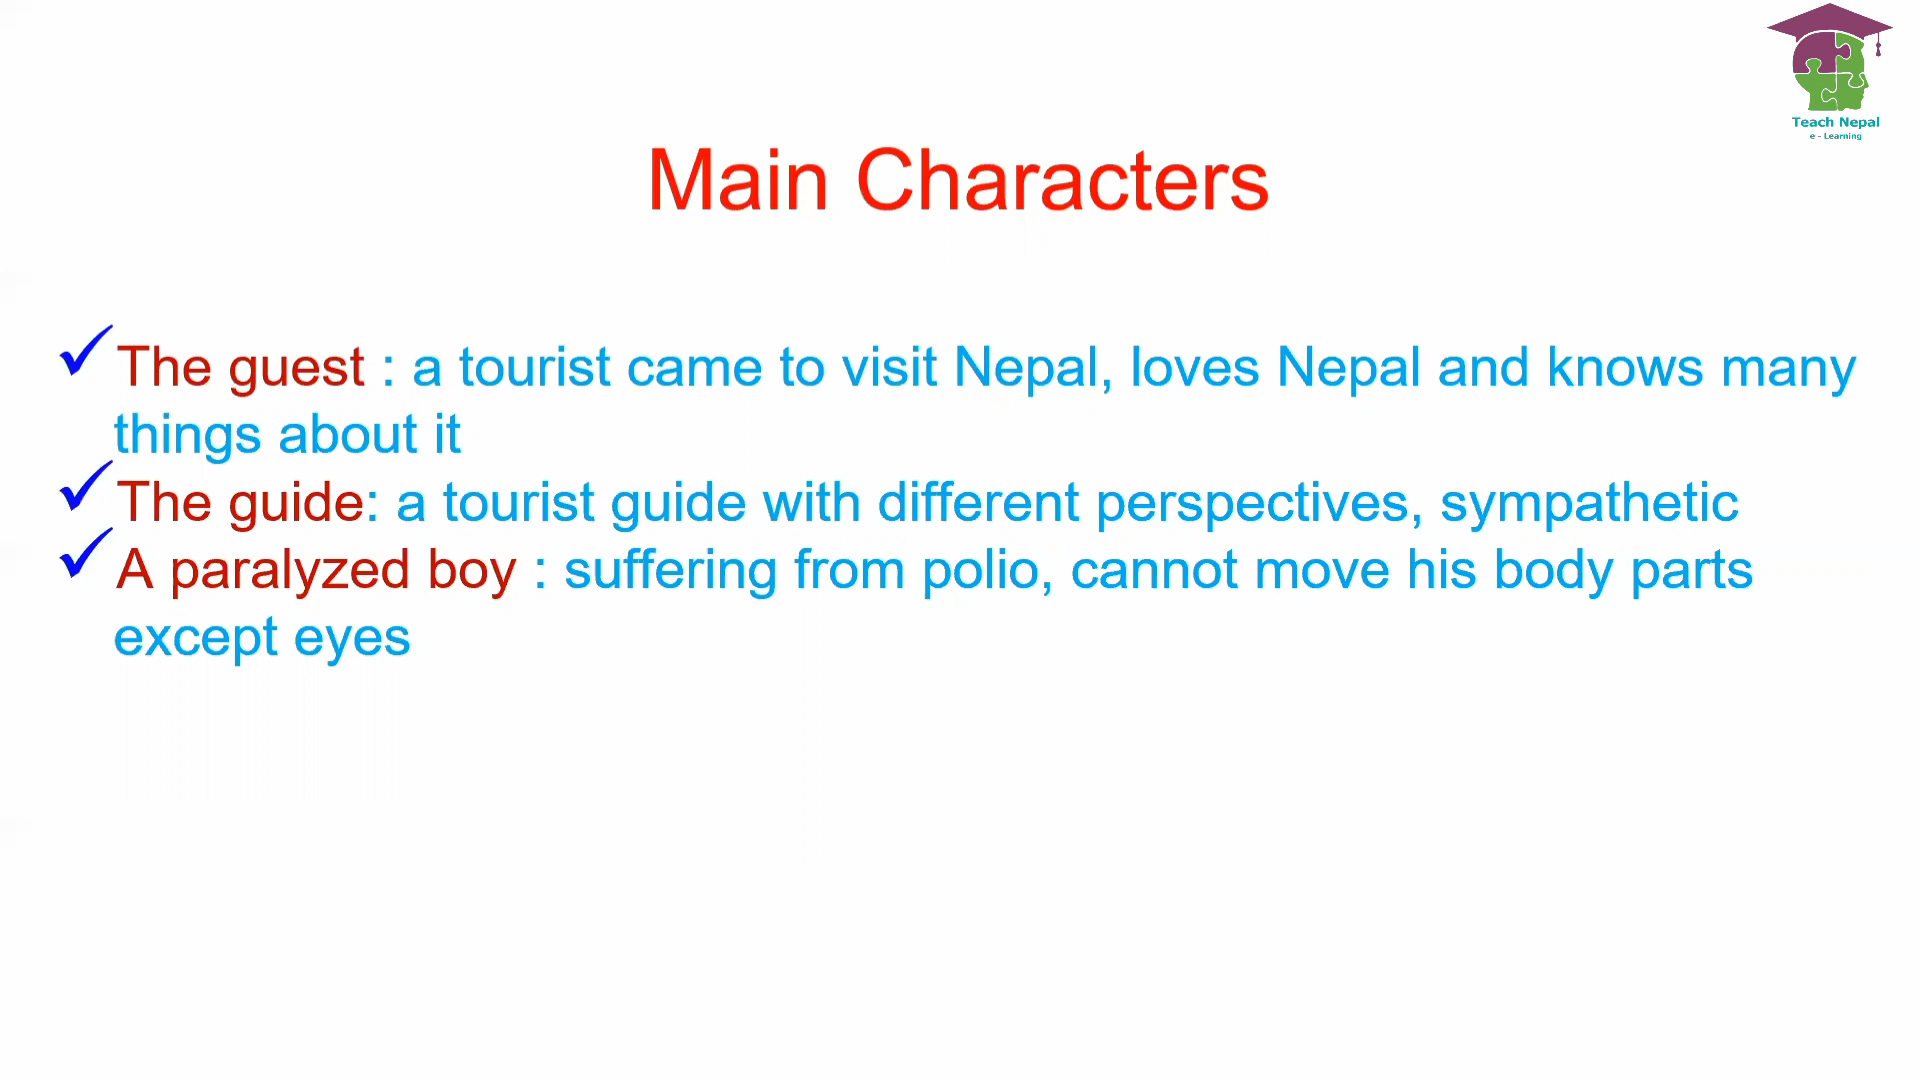 Teach Nepal
e - Learning
Main Characters
The guest : a tourist came to visit Nepal, loves Nepal and knows many
things about it
The guide: a tourist guide with different perspectives, sympathetic
A paralyzed boy : suffering from polio, cannot move his body parts
except eyes